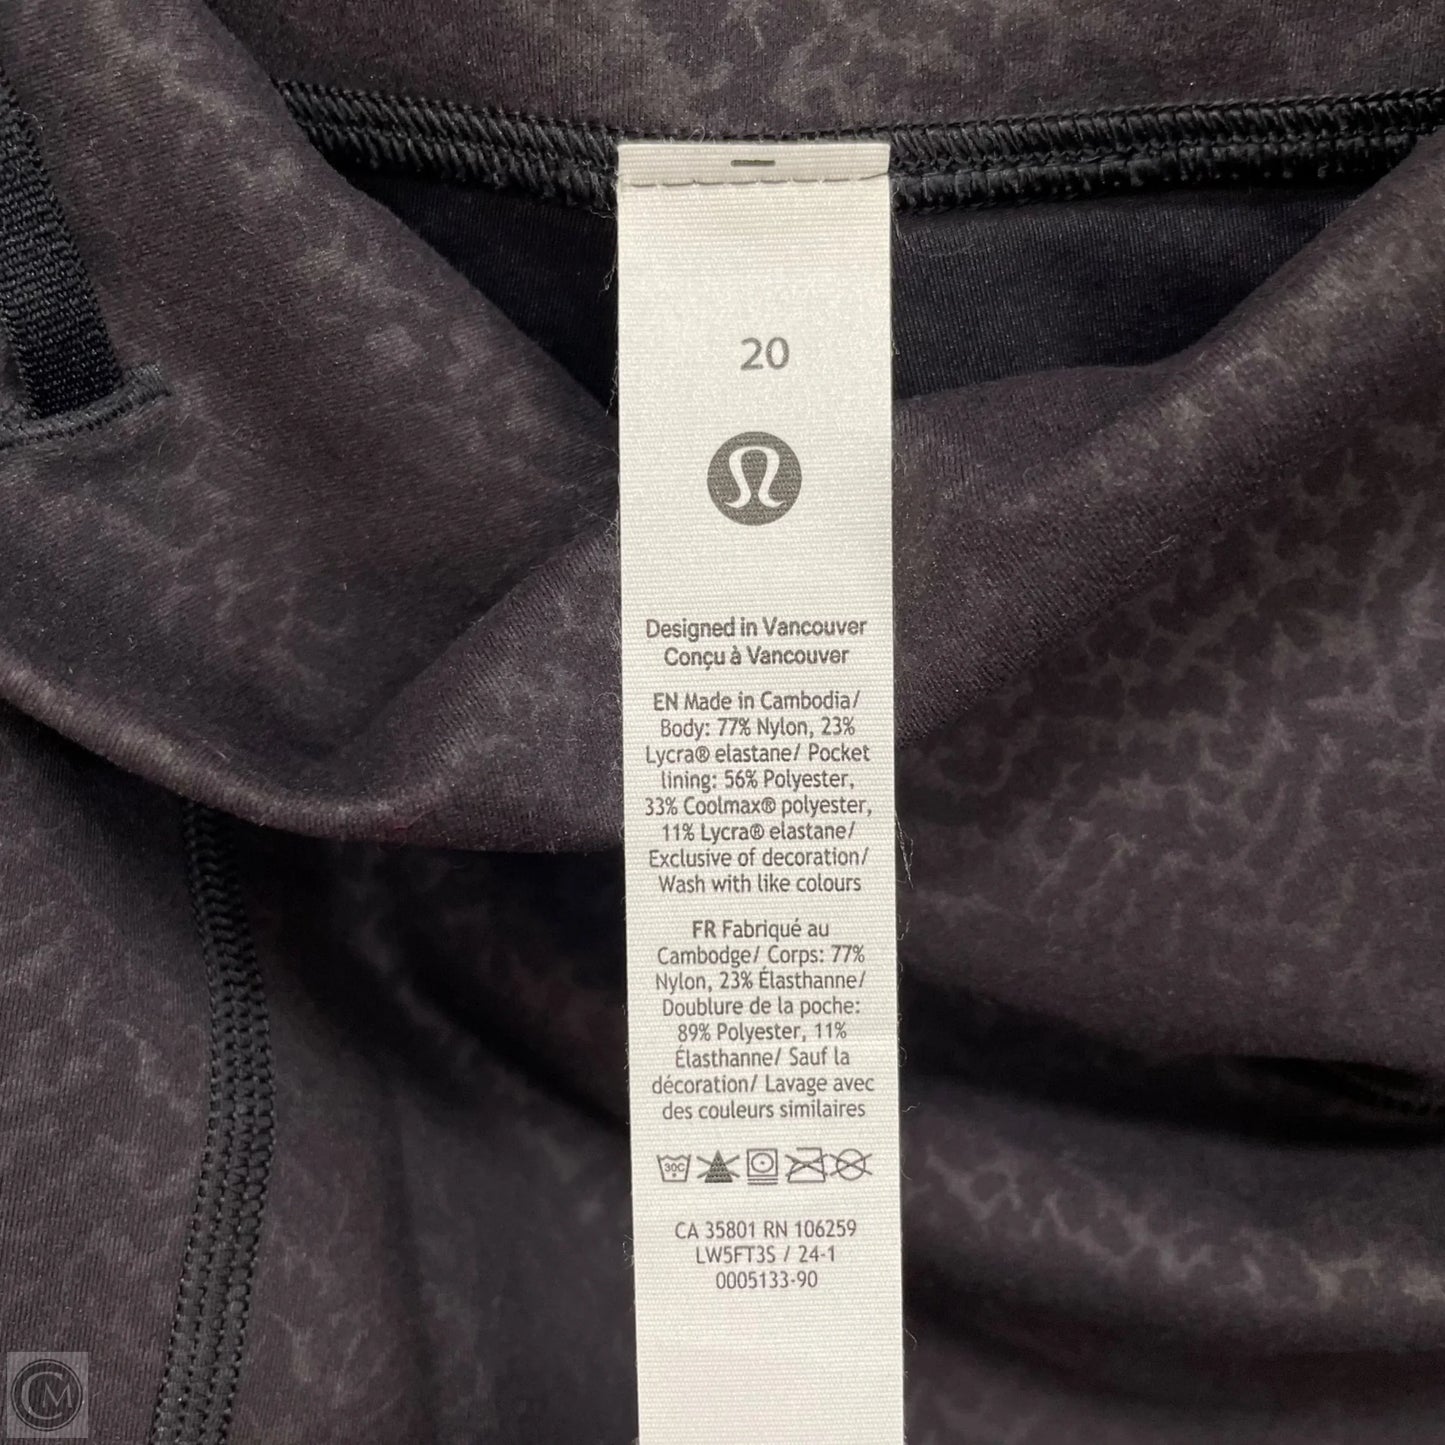 20
Designed in Vancouver
Conçu à Vancouver
EN Made in Cambodia/
Body: 77% Nylon, 23%
Lycra® elastane/ Pocket
lining: 56% Polyester,
33% Coolmax® polyester,
11% Lycra® elastane/
Exclusive of decoration/
Wash with like colours
FR Fabriqué au
Cambodge/ Corps: 77%
Nylon, 23% Élasthanne/
Doublure de la poche:
89% Polyester, 11%
Élasthanne/ Sauf la
décoration/ Lavage avec
des couleurs similaires
30C
CA 35801 RN 106259
LW5FT3S / 24-1
0005133-90
CM